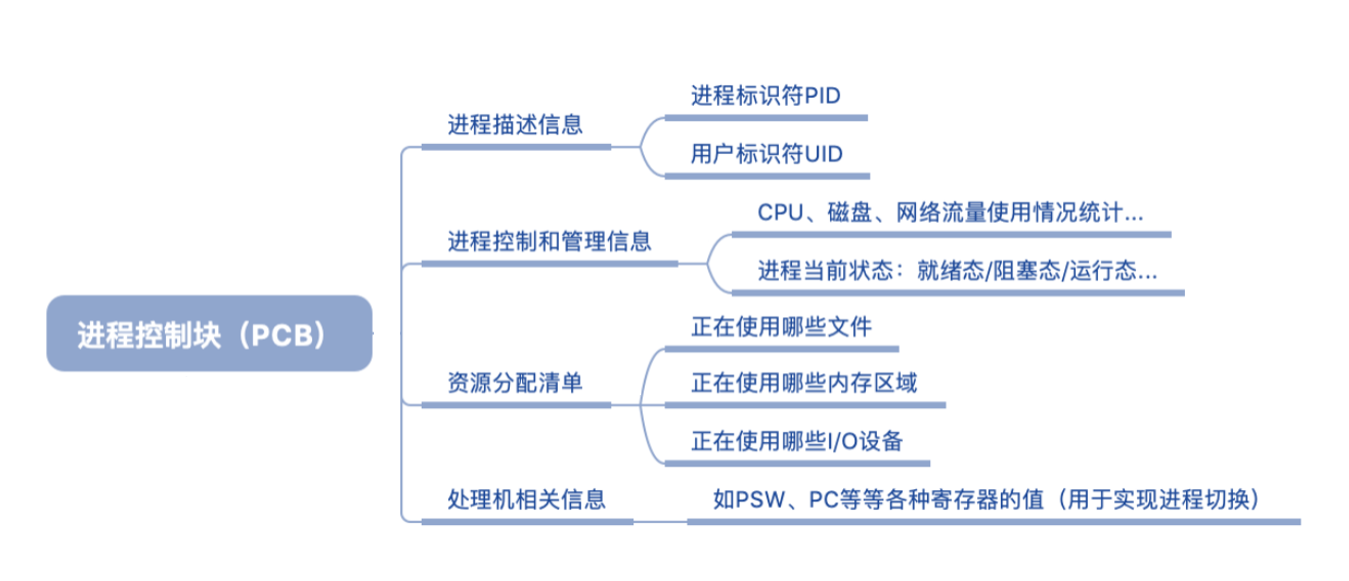 进程控制块（PCB）
进程描述信息
进程标识符PID
用户标识符UID
进程控制和管理信息
CPU、磁盘、网络流量使用情况统计...
进程当前状态：就绪态/阻塞态/运行态...
资源分配清单
正在使用哪些文件
正在使用哪些内存区域
正在使用哪些I/O设备
处理机相关信息
如PSW、PC等等各种寄存器的值（用于实现进程切换）